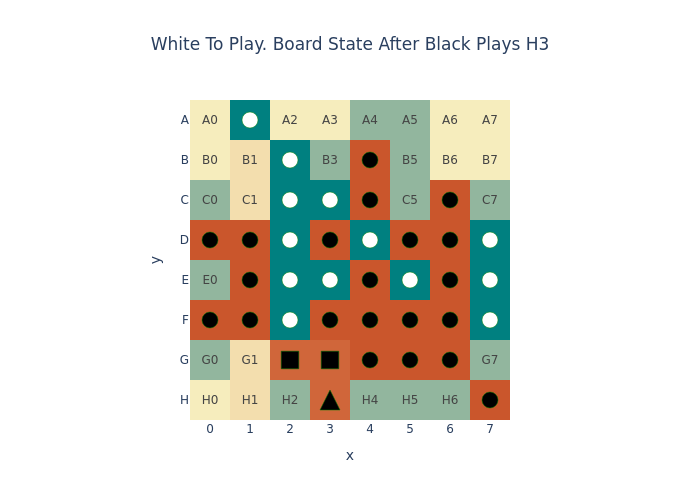 White To Play. Board State After Black Plays H3
A A0 A2 A3 A4 A5 A6 A7
B B0 B1 B3 B5 B6 B7
C C0 C1 C5 C7
D
E E0
F
G G0 G1 G7
H H0 H1 H2 H4 H5 H6
0 1 2 3 4 5 6 7
x
y